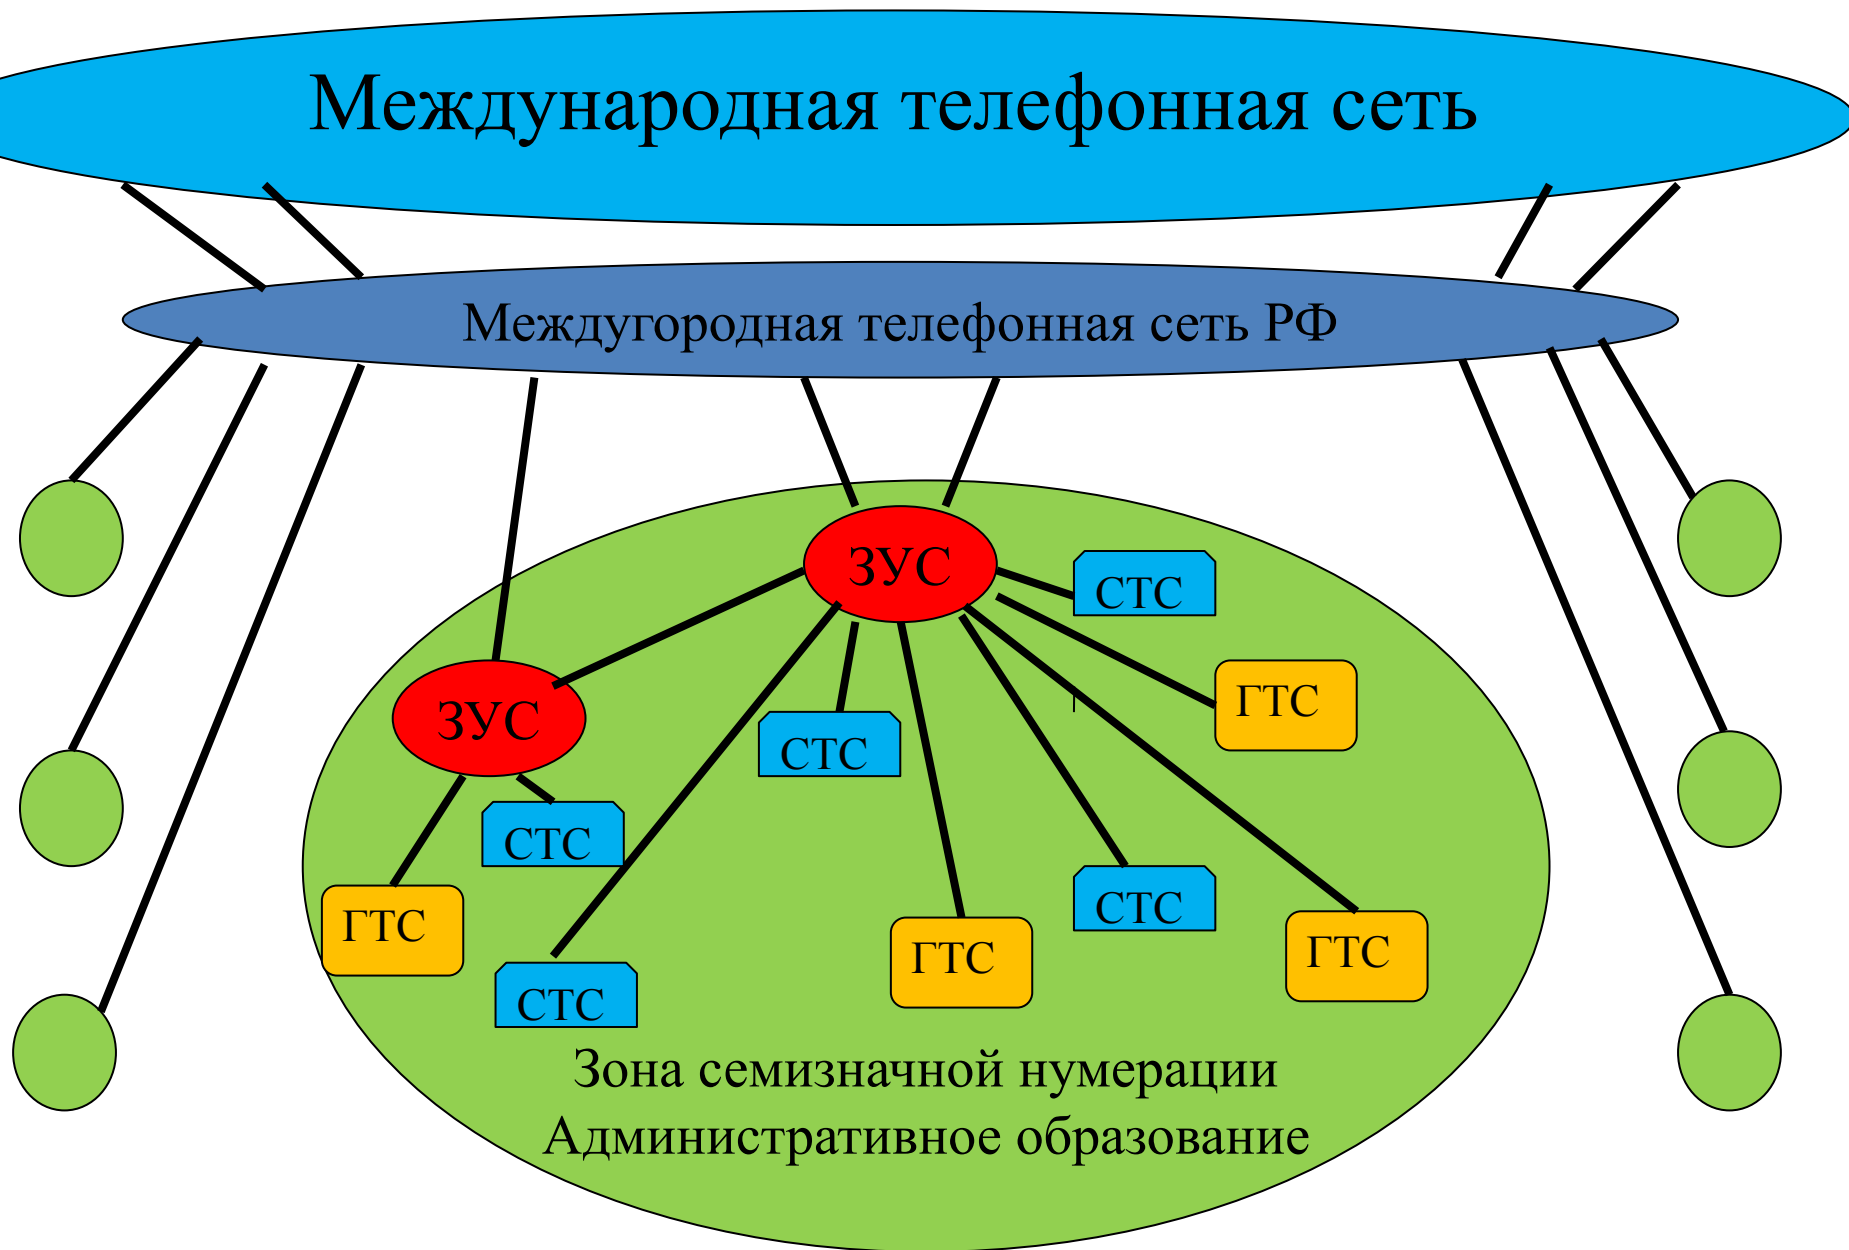 Международная телефонная сеть
Междугородная телефонная сеть РФ
ЗУС
СТС
ГТС
ЗУС
СТС
СТС
ГТС
СТС
ГТС
ГТС
СТС
ГТС
Зона семизначной нумерации
Административное образование